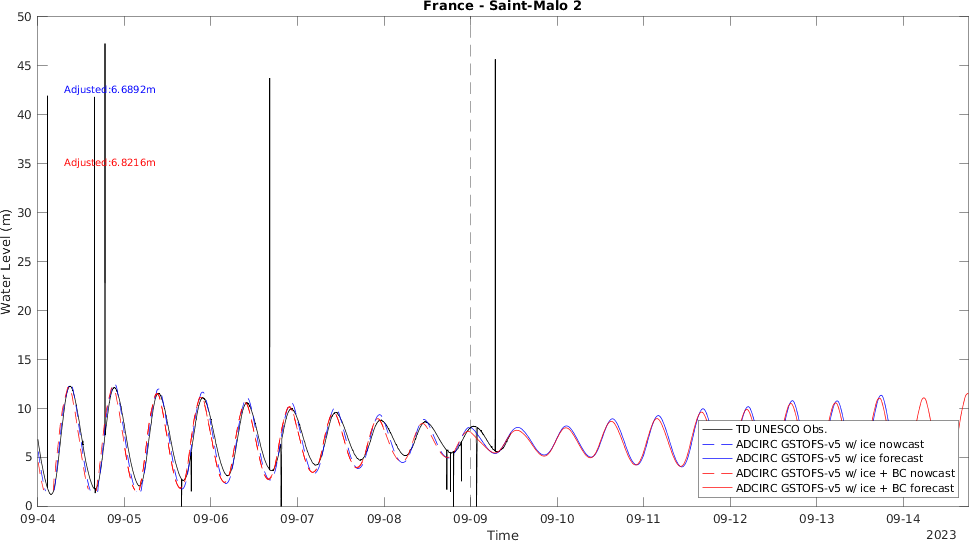 France - Saint-Malo 2
50
45
40
35
30
25
20
15
10
5
0
Water Level (m)
Adjusted:6.6892m
Adjusted:6.8216m
TD UNESCO Obs.
ADCIRC GSTOFS-v5 w/ ice nowcast
ADCIRC GSTOFS-v5 w/ ice forecast
ADCIRC GSTOFS-v5 w/ ice + BC nowcast
ADCIRC GSTOFS-v5 w/ ice + BC forecast
09-04 09-05 09-06 09-07 09-08 09-09 09-10 09-11 09-12 09-13 09-14
Time
2023